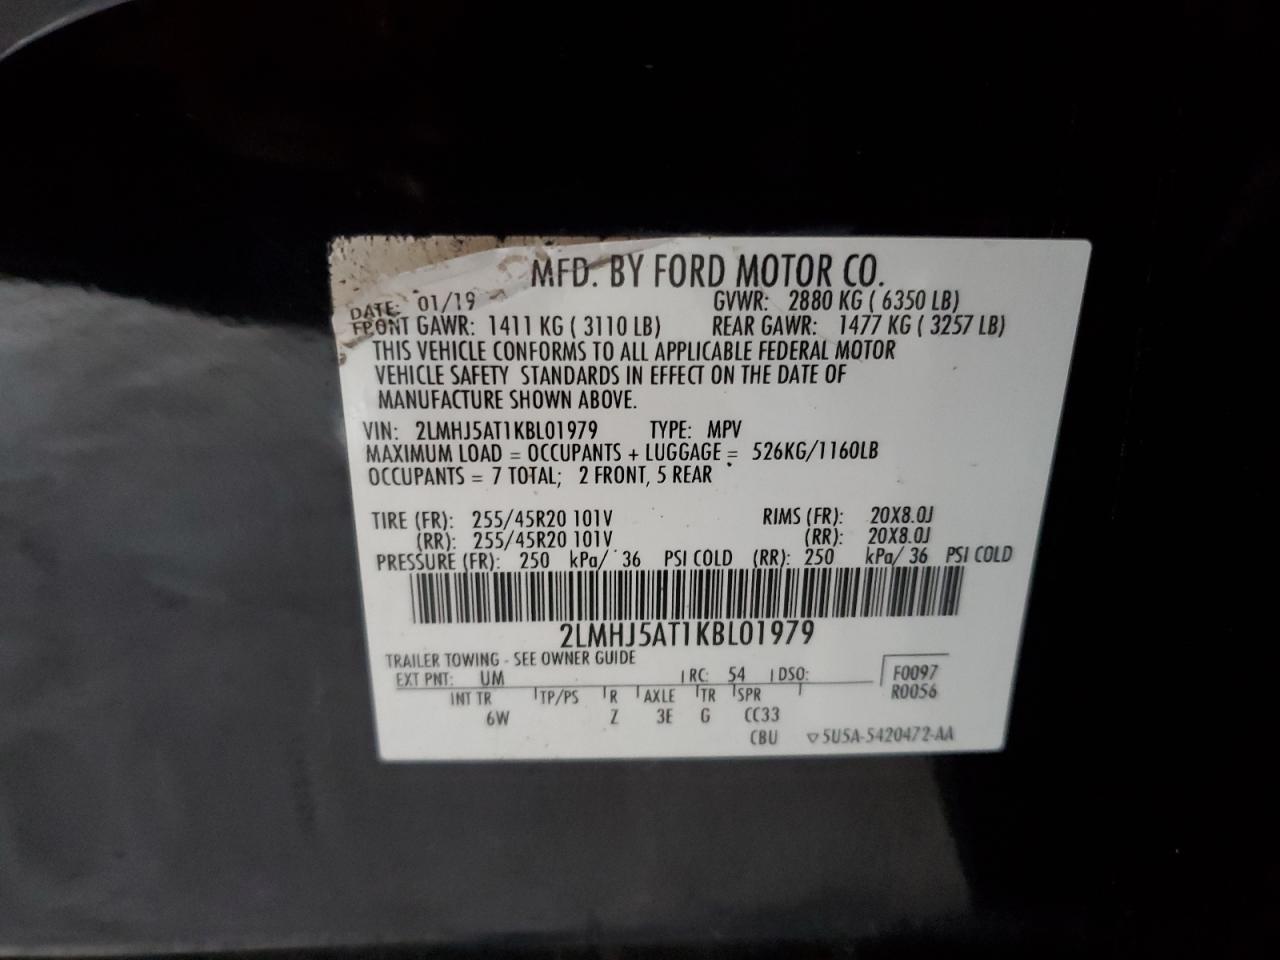 MFD. BY FORD MOTOR CO.
DATE: 01/19 GVWR: 2880 KG ( 6350 LB)
FRONT GAWR: 1411 KG ( 3110 LB) REAR GAWR: 1477 KG ( 3257 LB)
THIS VEHICLE CONFORMS TO ALL APPLICABLE FEDERAL MOTOR
VEHICLE SAFETY STANDARDS IN EFFECT ON THE DATE OF
MANUFACTURE SHOWN ABOVE.
VIN: 2LMHJ5AT1KBL01979 TYPE: MPV
MAXIMUM LOAD = OCCUPANTS + LUGGAGE = 526KG/1160LB
OCCUPANTS = 7 TOTAL; 2 FRONT, 5 REAR
TIRE (FR): 255/45R20 101V RIMS (FR): 20X8.0J
(RR): 255/45R20 101V (RR): 20X8.0J
PRESSURE (FR): 250 kPa/ 36 PSI COLD (RR): 250 kPa/ 36 PSI COLD
2LMHJ5AT1KBL01979
TRAILER TOWING - SEE OWNER GUIDE
EXT PNT: UM RC: 54 DSO: F0097
INT TR TP/PS R AXLE TR SPR R0056
6W Z 3E G CC33
CBU ▽5U5A-5420472-AA